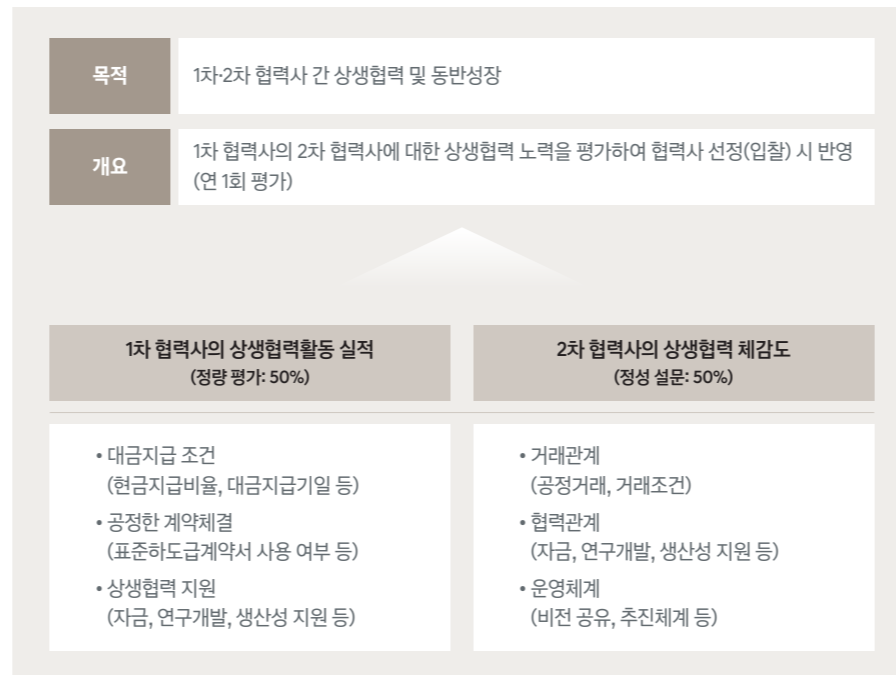 목적
1차·2차 협력사 간 상생협력 및 동반성장
개요
1차 협력사의 2차 협력사에 대한 상생협력 노력을 평가하여 협력사 선정(입찰) 시 반영
(연 1회 평가)
1차 협력사의 상생협력활동 실적
(정량 평가: 50%)
• 대금지급 조건
(현금지급비율, 대금지급기일 등)
• 공정한 계약체결
(표준하도급계약서 사용 여부 등)
• 상생협력 지원
(자금, 연구개발, 생산성 지원 등)
2차 협력사의 상생협력 체감도
(정성 설문: 50%)
• 거래관계
(공정거래, 거래조건)
• 협력관계
(자금, 연구개발, 생산성 지원 등)
• 운영체계
(비전 공유, 추진체계 등)